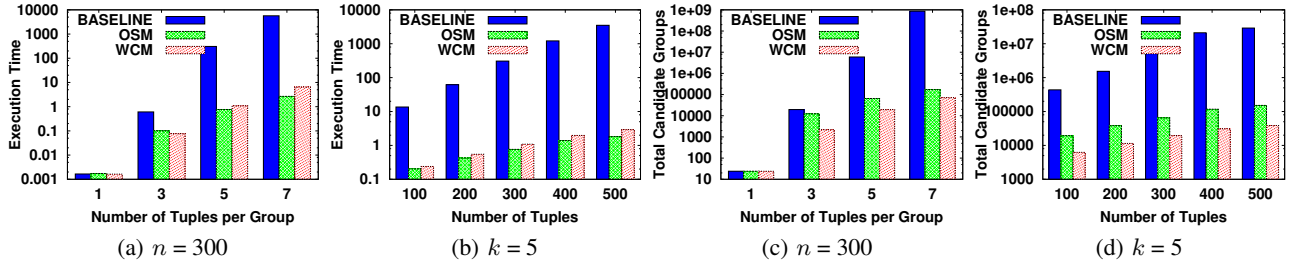 BASELINE
OSM
WCM
Execution Time
10000
1000
100
10
1
0.1
0.01
0.001
1 3 5 7
Number of Tuples per Group
(a) n = 300
BASELINE
OSM
WCM
Execution Time
10000
1000
100
10
1
0.1
100 200 300 400 500
Number of Tuples
(b) k = 5
BASELINE
OSM
WCM
Total Candidate Groups
1e+09
1e+08
1e+07
1e+06
100000
10000
1000
100
10
1 3 5 7
Number of Tuples per Group
(c) n = 300
BASELINE
OSM
WCM
Total Candidate Groups
1e+08
1e+07
1e+06
100000
10000
1000
100 200 300 400 500
Number of Tuples
(d) k = 5